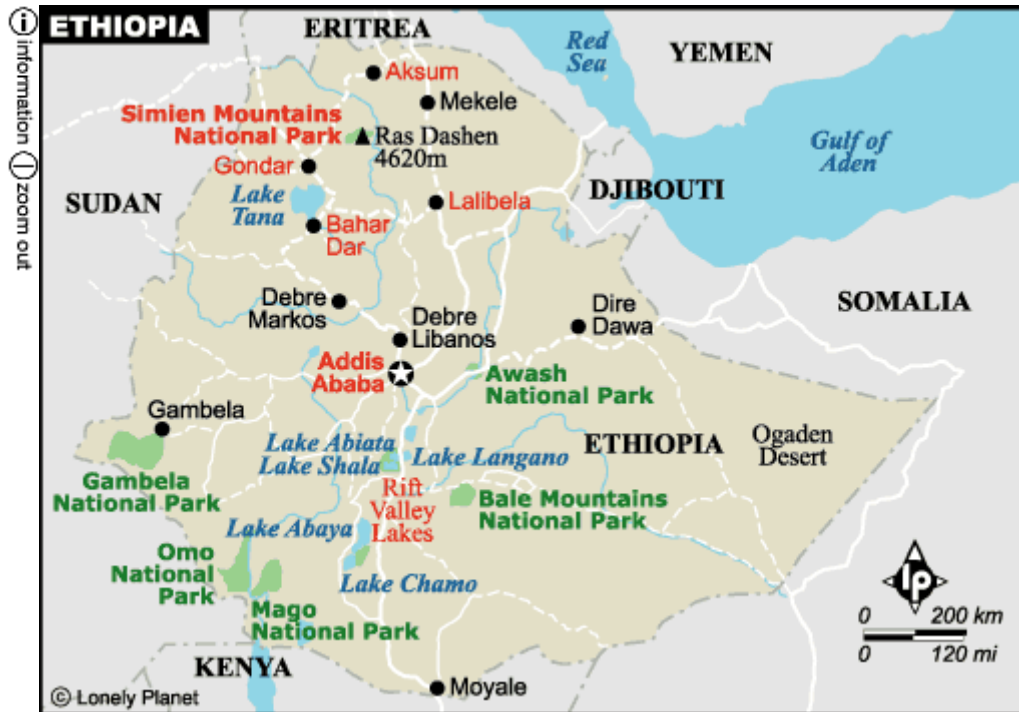 ETHIOPIA
i information
zoom out
ERITREA
Red
Sea
YEMEN
Aksum
Mekele
Simien Mountains
National Park
Ras Dashen
4620m
Gulf of
Aden
Gondar
SUDAN
Lake
Tana
Lalibela
DJIBOUTI
Bahar
Dar
Debre
Markos
Debre
Libanos
Dire
Dawa
SOMALIA
Addis
Ababa
Awash
National Park
Gambela
Lake Abiata
Lake Shala
Lake Langano
ETHIOPIA
Ogaden
Desert
Gambela
National Park
Rift
Valley
Lakes
Bale Mountains
National Park
Lake Abaya
Omo
National
Park
Lake Chamo
Mago
National Park
lp
0 200 km
0 120 mi
KENYA
Moyale
© Lonely Planet